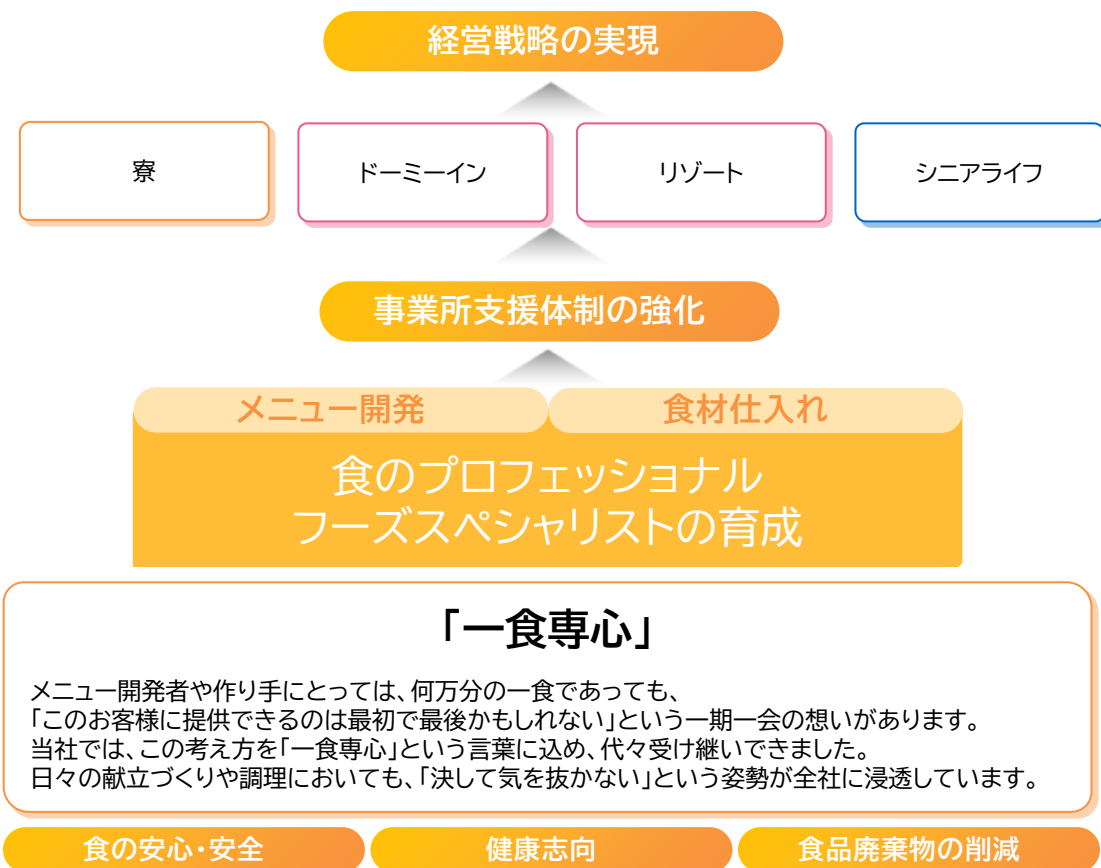 経営戦略の実現
寮
ドーミーイン
リゾート
シニアライフ
事業所支援体制の強化
メニュー開発
食材仕入れ
食のプロフェッショナル
フーズスペシャリストの育成
「一食専心」
メニュー開発者や作り手にとっては、何万分の一食であっても、
「このお客様に提供できるのは最初で最後かもしれない」という一期一会の想いがあります。
当社では、この考え方を「一食専心」という言葉に込め、代々受け継いできました。
日々の献立づくりや調理においても、「決して気を抜かない」という姿勢が全社に浸透しています。
食の安心・安全
健康志向
食品廃棄物の削減